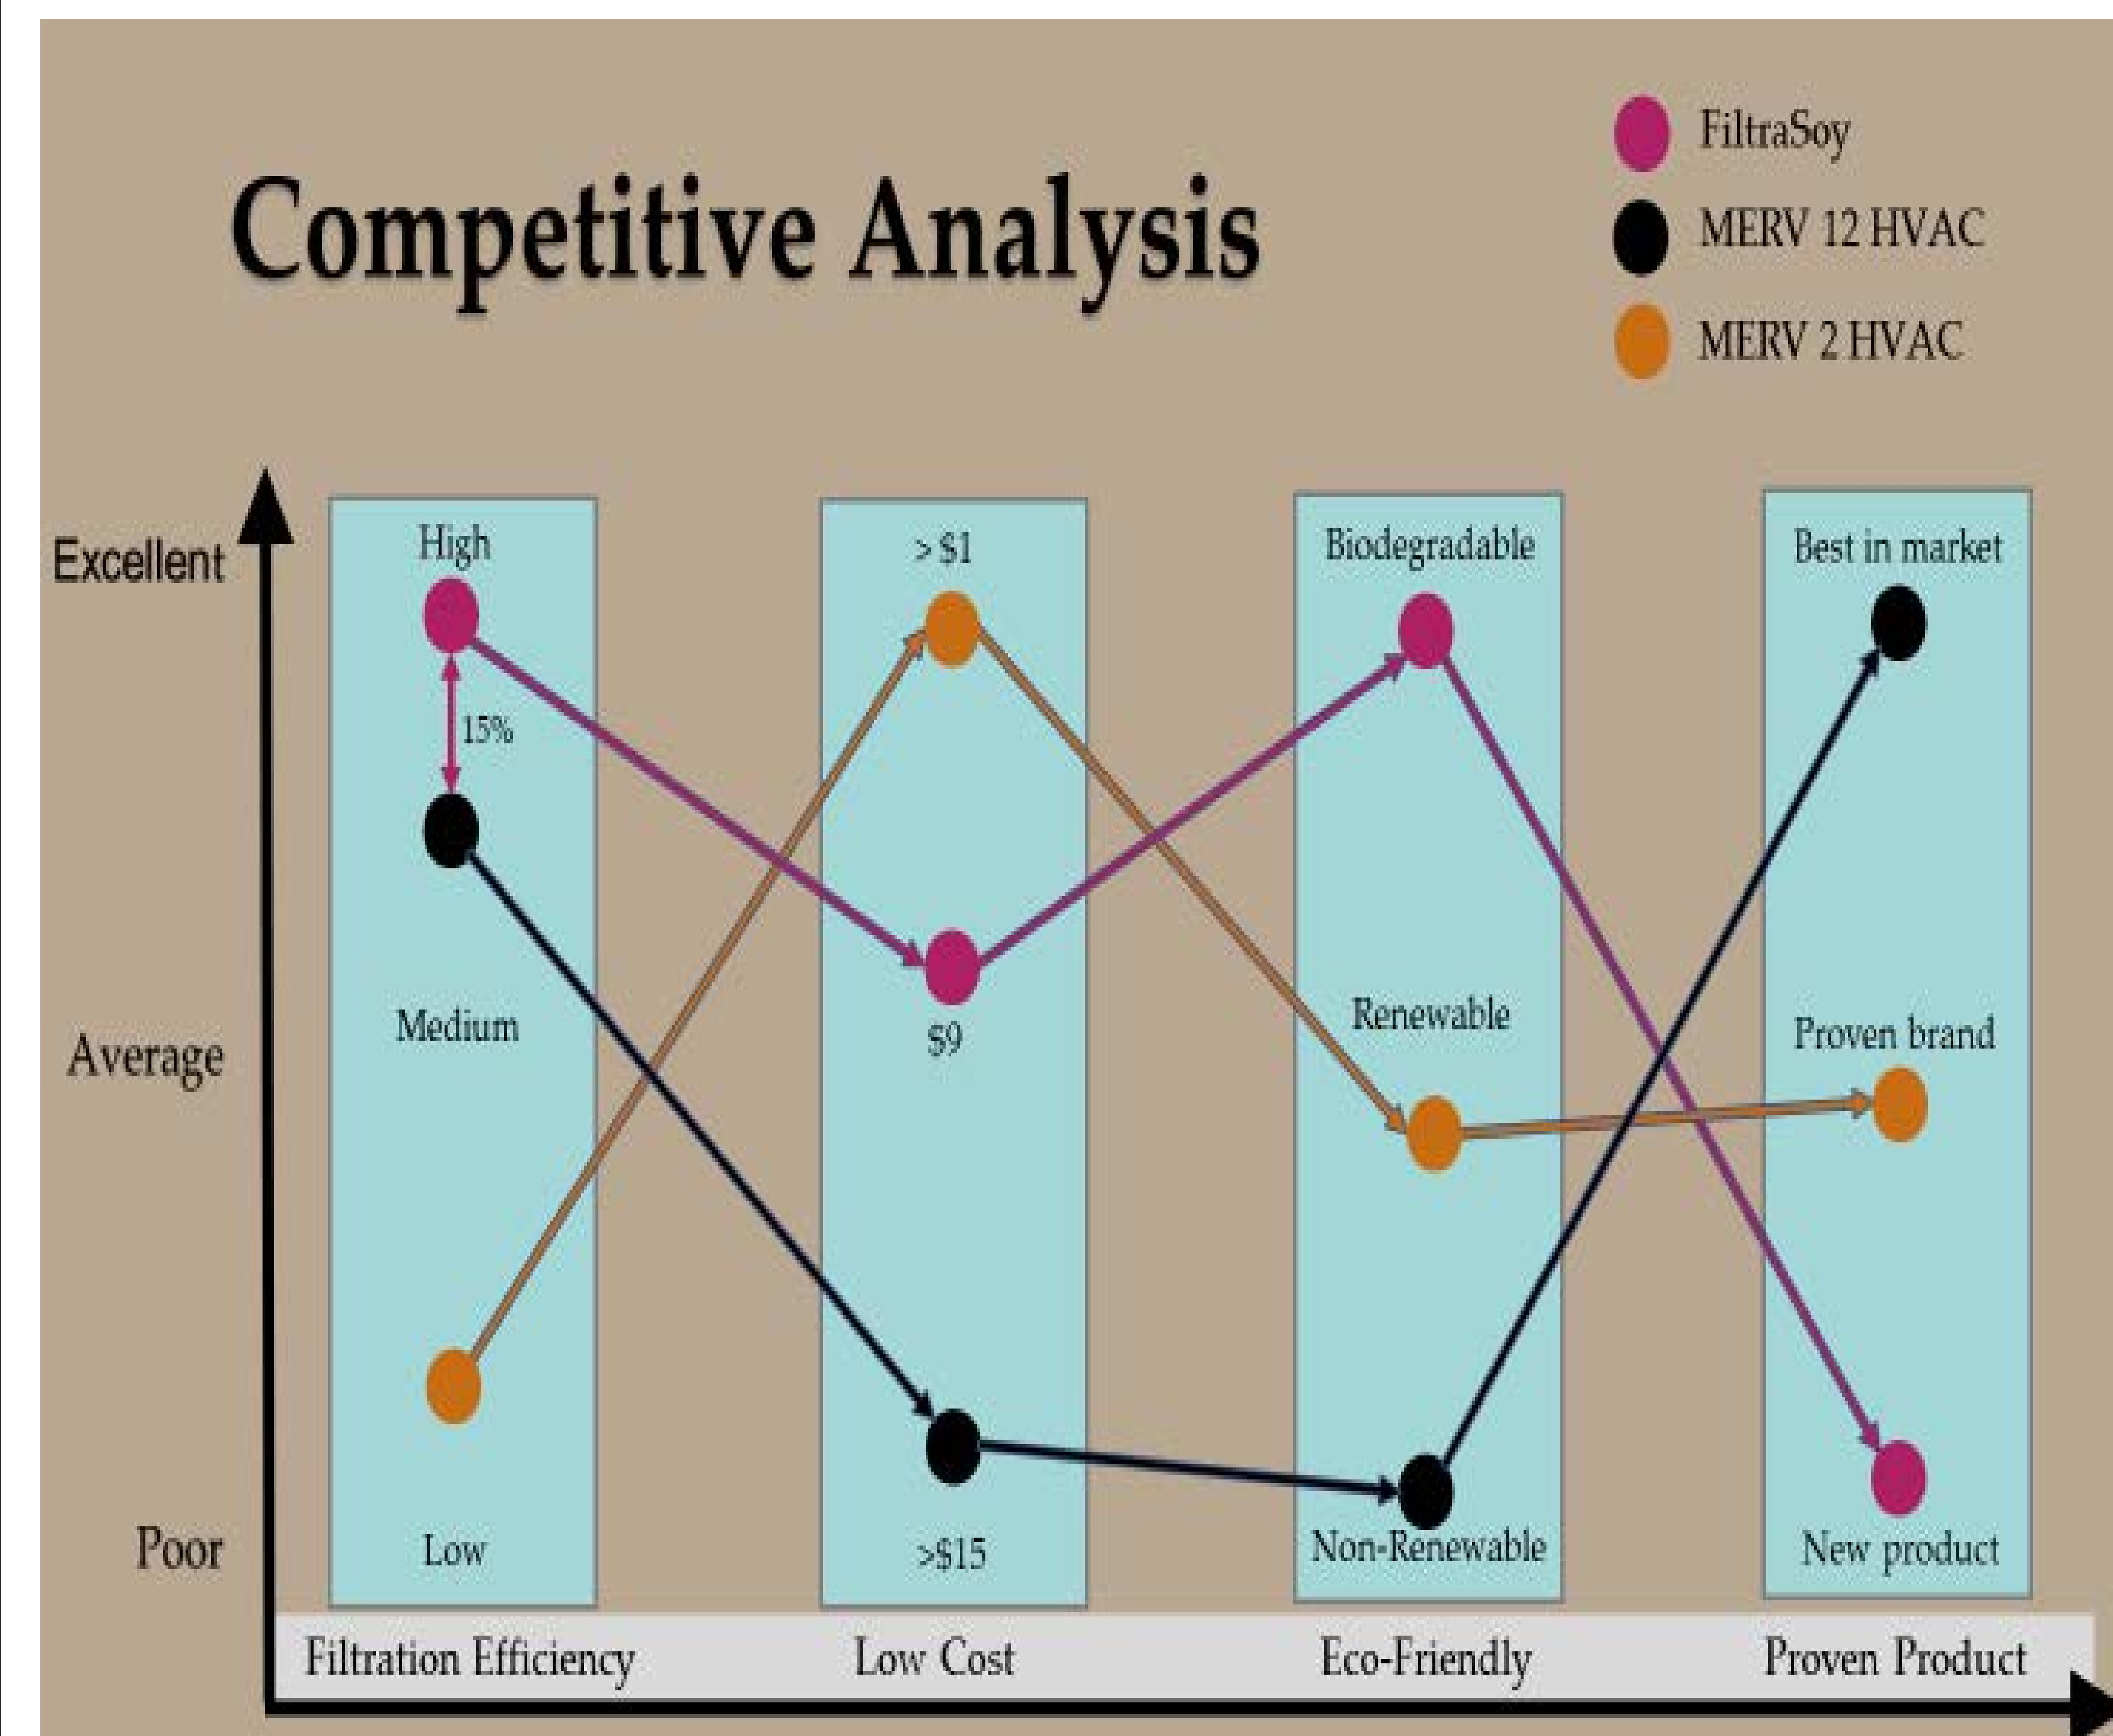 Competitive Analysis
FiltraSoy
MERV 12 HVAC
MERV 2 HVAC
Excellent
Average
Poor
High
15%
Medium
Low
> $1
$9
>$15
Biodegradable
Renewable
Non-Renewable
Best in market
Proven brand
New product
Filtration Efficiency
Low Cost
Eco-Friendly
Proven Product